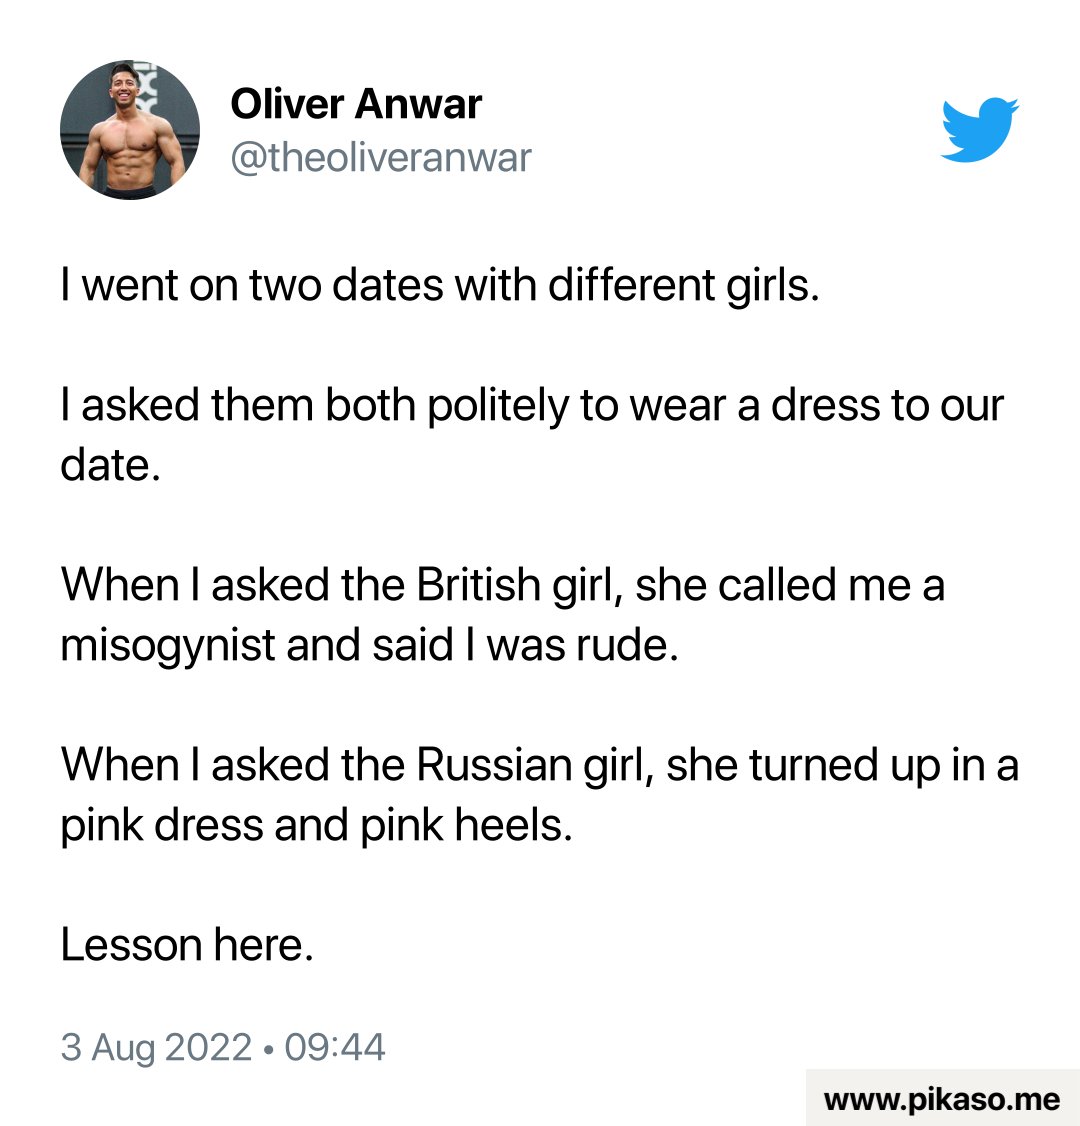 Oliver Anwar
@theoliveranwar
I went on two dates with different girls.
I asked them both politely to wear a dress to our
date.
When I asked the British girl, she called me a
misogynist and said I was rude.
When I asked the Russian girl, she turned up in a
pink dress and pink heels.
Lesson here.
3 Aug 2022 • 09:44
www.pikaso.me